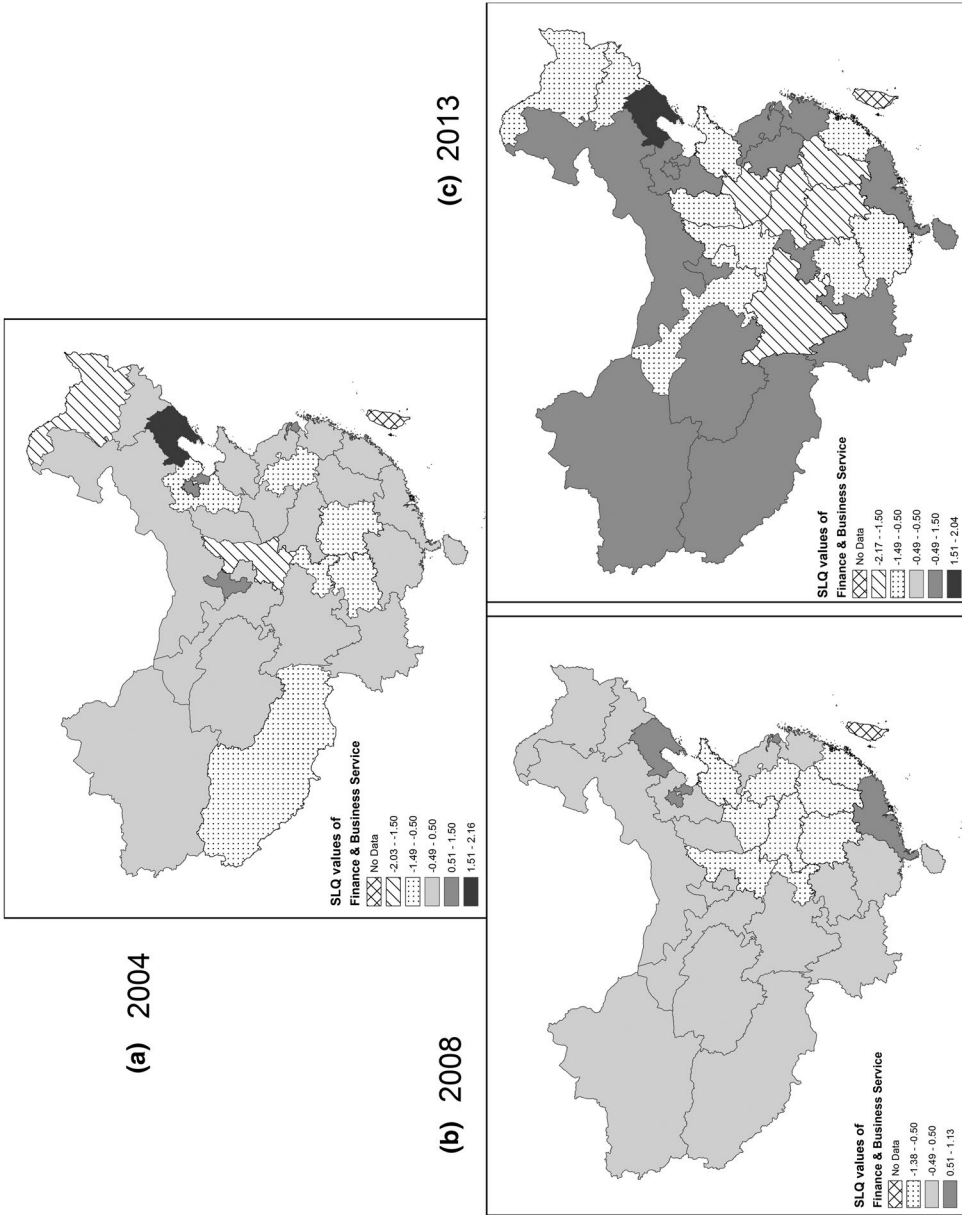 (a) 2004
SLQ values of
Finance & Business Service
No Data
-2.03 - -1.50
-1.49 - -0.50
-0.49 - 0.50
0.51 - 1.50
1.51 - 2.16
(b) 2008
SLQ values of
Finance & Business Service
No Data
-1.38 - -0.50
-0.49 - 0.50
0.51 - 1.13
(c) 2013
SLQ values of
Finance & Business Service
No Data
-2.17 - -1.50
-1.49 - -0.50
-0.49 - -0.50
-0.49 - 1.50
1.51 - 2.04